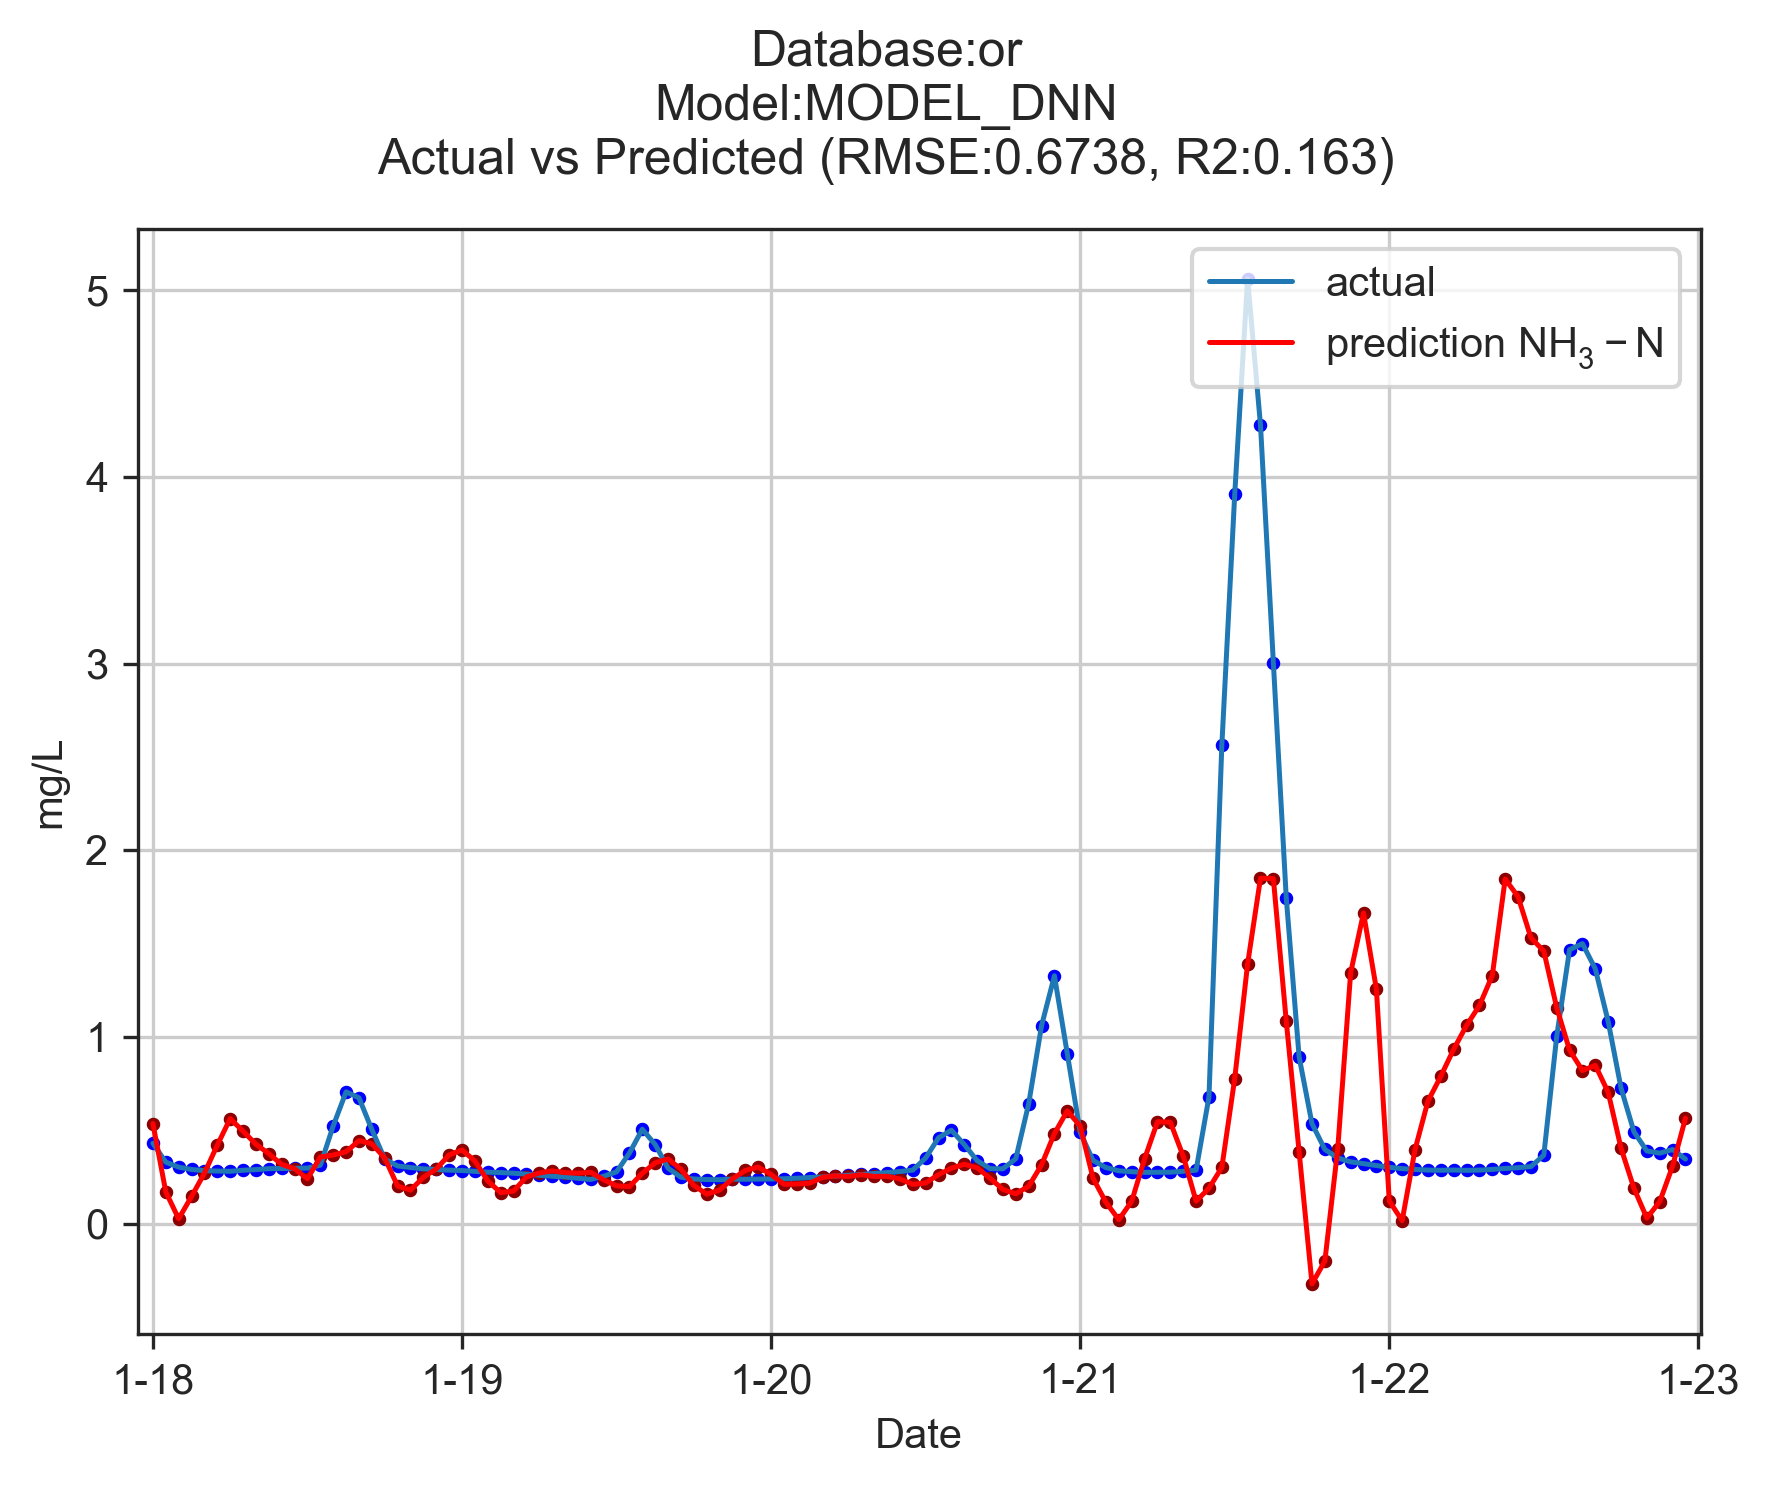 Database:or
Model:MODEL_DNN
Actual vs Predicted (RMSE:0.6738, R2:0.163)
actual
prediction NH₃ − N
5
4
3
2
1
0
mg/L
1-18 1-19 1-20 1-21 1-22 1-23
Date